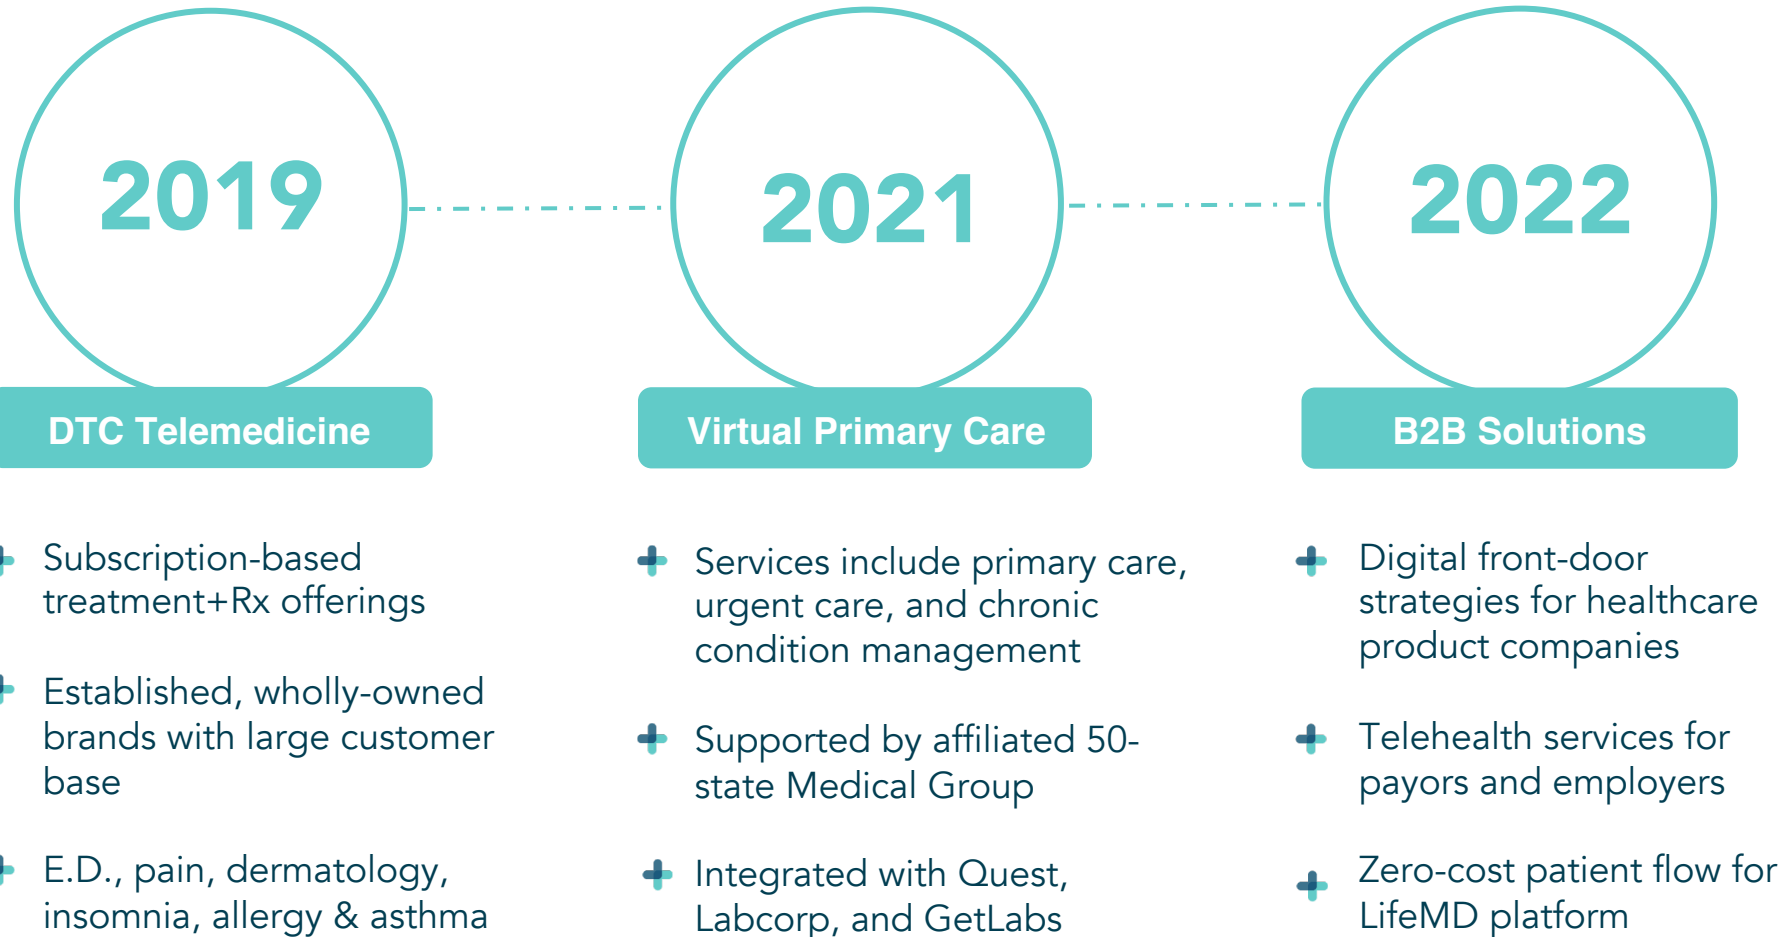 2019
DTC Telemedicine
Subscription-based
treatment+Rx offerings
Established, wholly-owned
brands with large customer
base
E.D., pain, dermatology,
insomnia, allergy & asthma
2021
Virtual Primary Care
Services include primary care,
urgent care, and chronic
condition management
Supported by affiliated 50-
state Medical Group
Integrated with Quest,
Labcorp, and GetLabs
2022
B2B Solutions
Digital front-door
strategies for healthcare
product companies
Telehealth services for
payors and employers
Zero-cost patient flow for
LifeMD platform